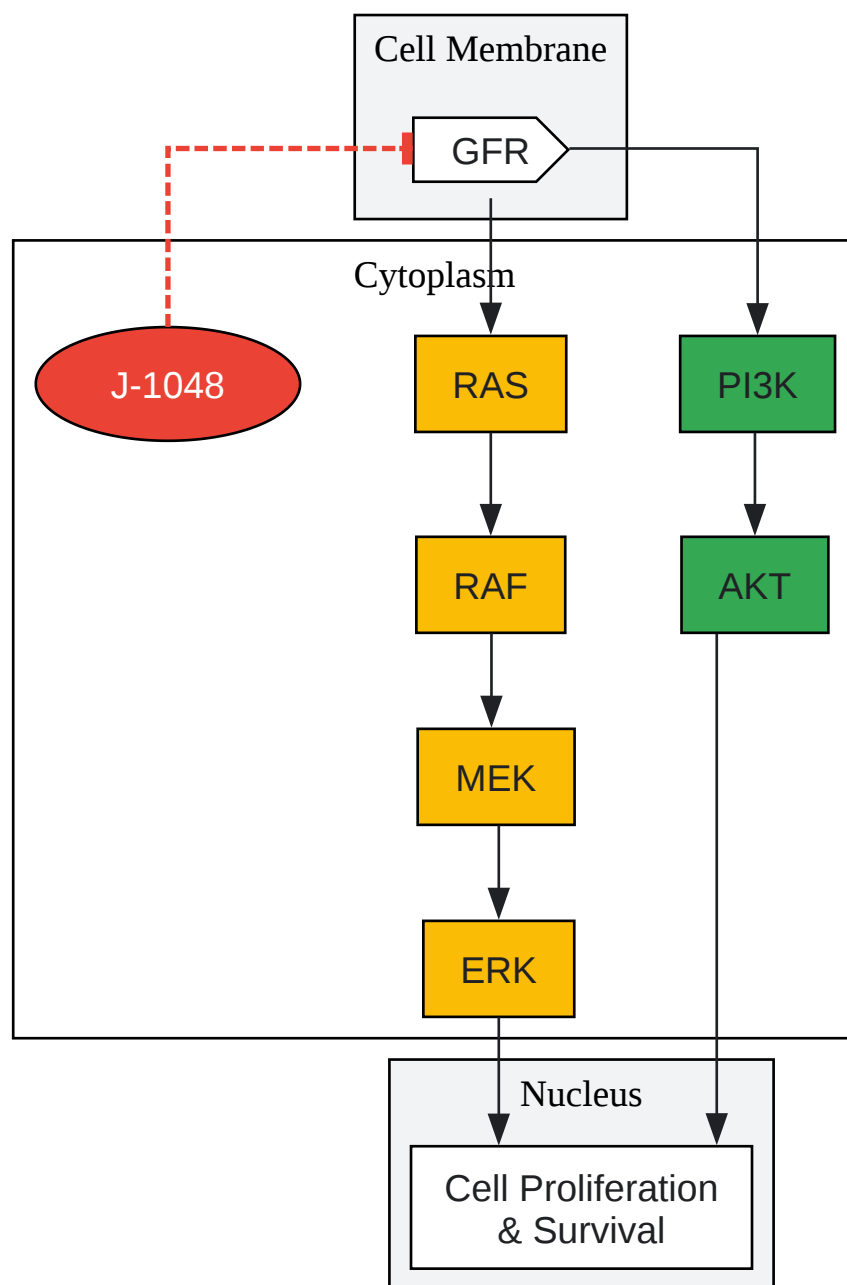 Cell Membrane
GFR
Cytoplasm
J-1048
RAS
PI3K
RAF
AKT
MEK
ERK
Nucleus
Cell Proliferation
& Survival